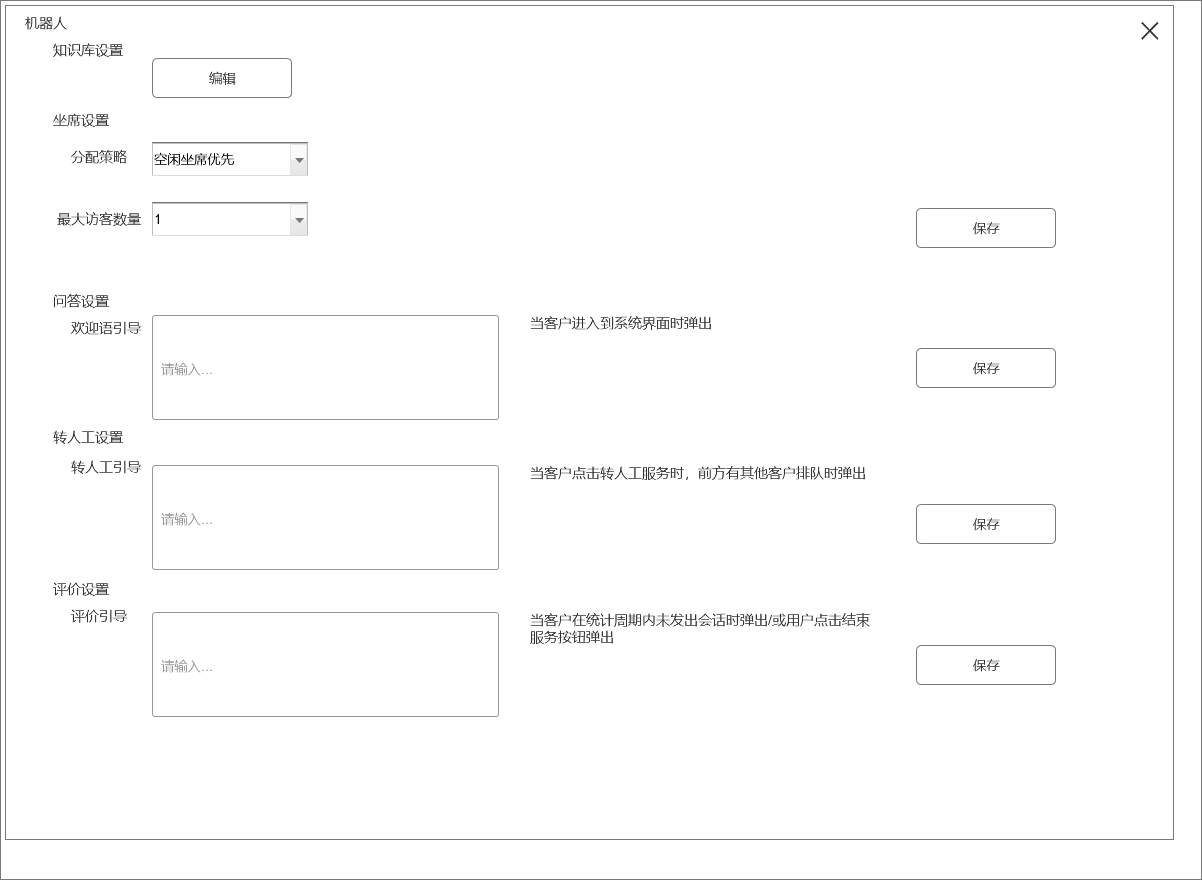 机器人
知识库设置
编辑
坐席设置
分配策略
空闲坐席优先
最大访客数量
1
保存
问答设置
欢迎语引导
请输入...
当客户进入到系统界面时弹出
保存
转人工设置
转人工引导
请输入...
当客户点击转人工服务时，前方有其他客户排队时弹出
保存
评价设置
评价引导
请输入...
当客户在统计周期内未发出会话时弹出/或用户点击结束
服务按钮弹出
保存